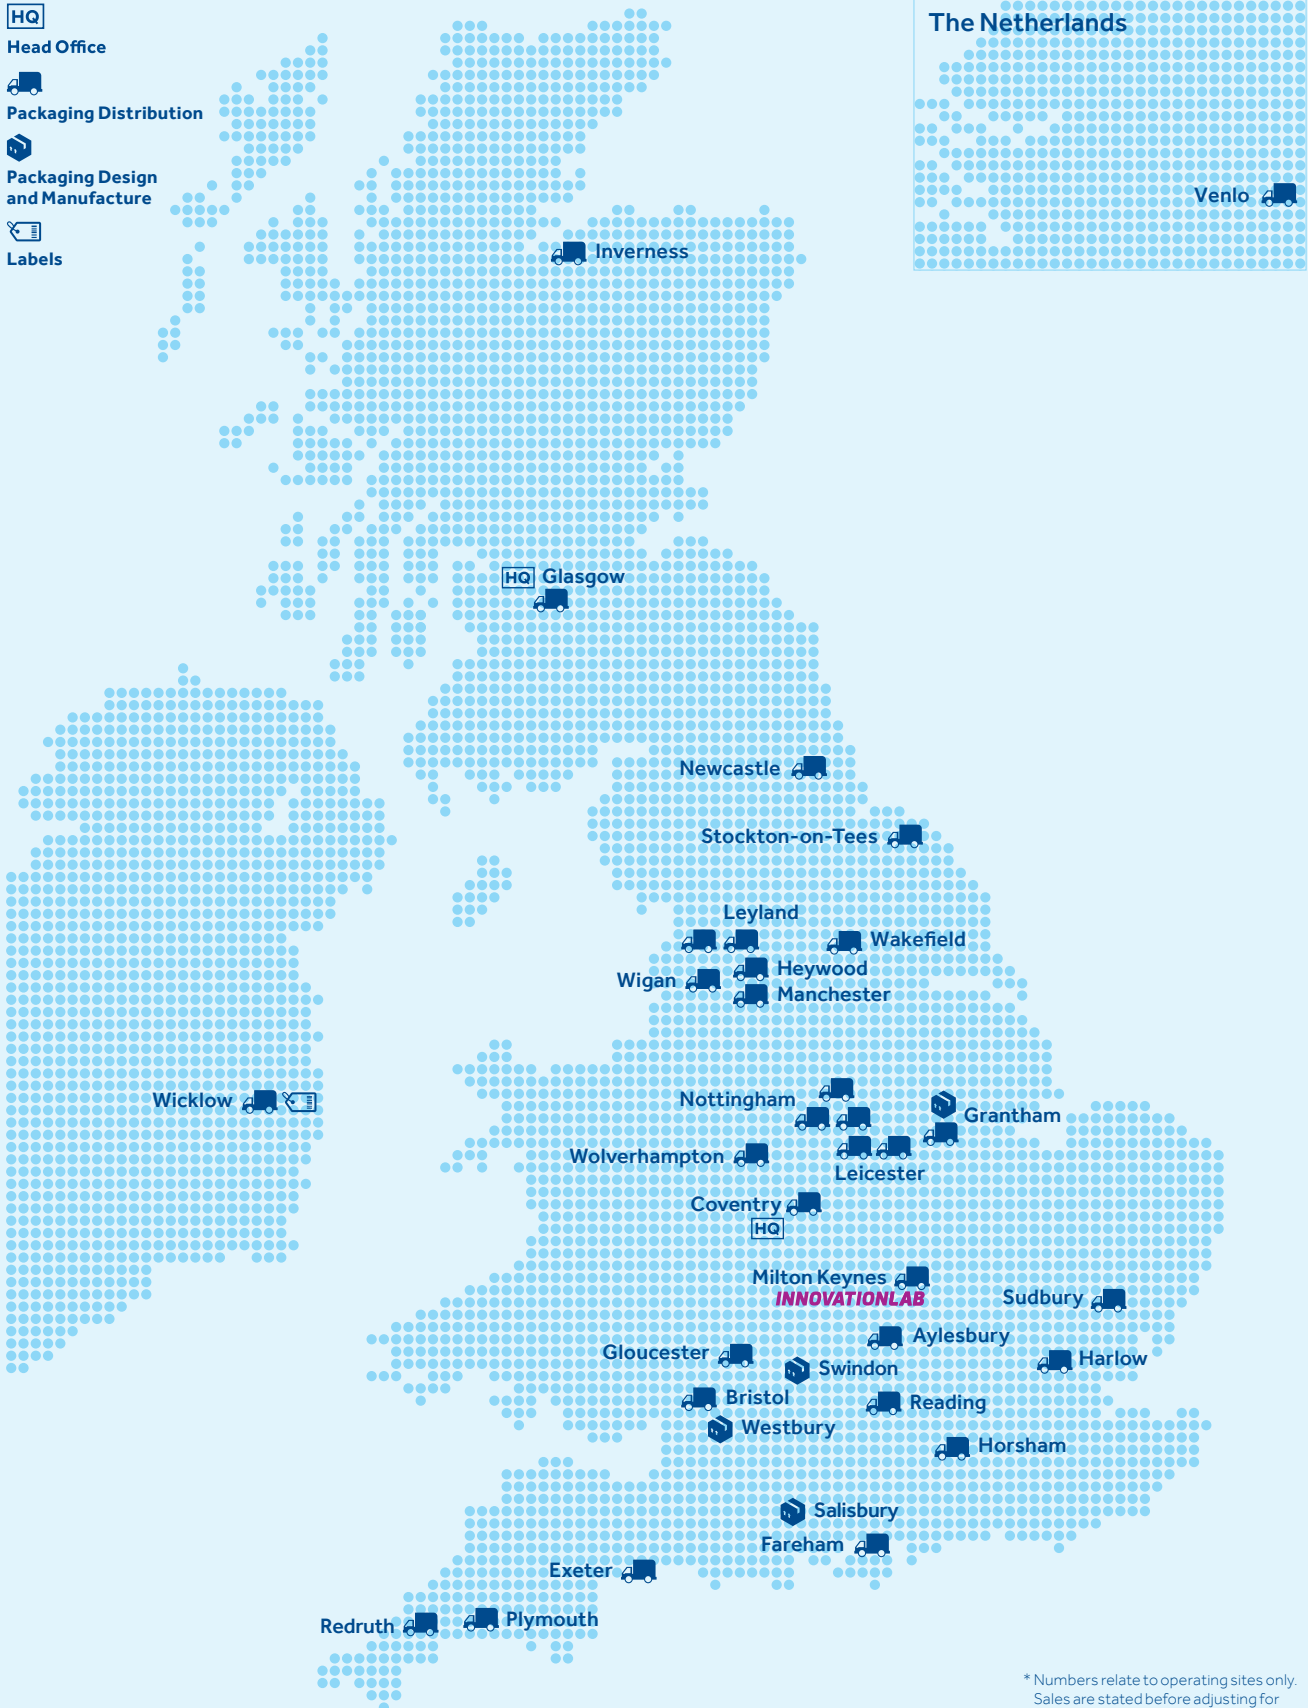 HQ
Head Office
Packaging Distribution
Packaging Design
and Manufacture
Labels
The Netherlands
Venlo
Inverness
HQ Glasgow
Newcastle
Stockton-on-Tees
Leyland
Wakefield
Heywood
Wigan
Manchester
Wicklow
Nottingham
Grantham
Wolverhampton
Leicester
Coventry
HQ
Milton Keynes
INNOVATIONLAB
Sudbury
Aylesbury
Gloucester
Harlow
Swindon
Bristol
Reading
Westbury
Horsham
Salisbury
Fareham
Exeter
Redruth
Plymouth
* Numbers relate to operating sites only.
Sales are stated before adjusting for